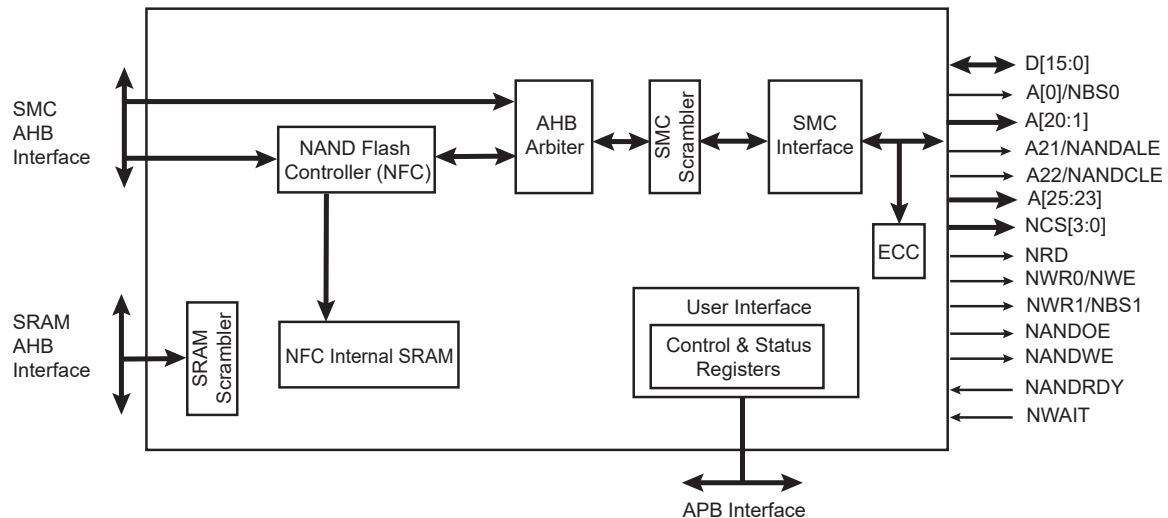 SMC
AHB
Interface
NAND Flash
Controller (NFC)
AHB
Arbiter
SMC
Scrambler
SMC
Interface
ECC
SRAM
AHB
Interface
SRAM
Scrambler
NFC Internal SRAM
User Interface
Control & Status
Registers
APB Interface
D[15:0]
A[0]/NBS0
A[20:1]
A21/NANDALE
A22/NANDCLE
A[25:23]
NCS[3:0]
NRD
NWR0/NWE
NWR1/NBS1
NANDOE
NANDWE
NANDRDY
NWAIT